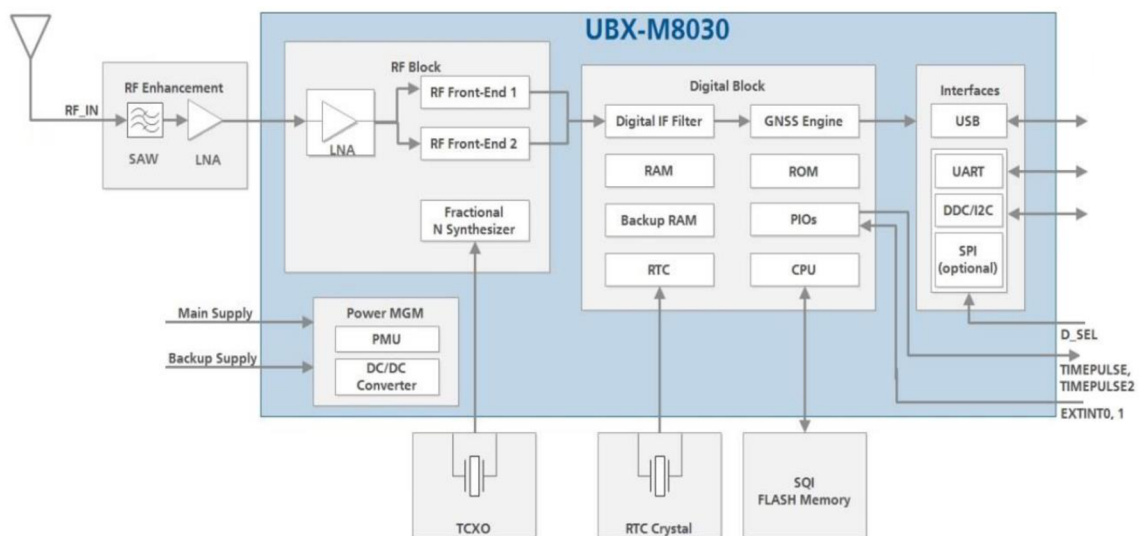 UBX-M8030
RF Enhancement
RF_IN
SAW
LNA
RF Block
LNA
RF Front-End 1
RF Front-End 2
Fractional
N Synthesizer
Digital Block
Digital IF Filter
GNSS Engine
RAM
ROM
Backup RAM
PIOs
RTC
CPU
Interfaces
USB
UART
DDC/I2C
SPI
(optional)
Main Supply
Backup Supply
Power MGM
PMU
DC/DC
Converter
D_SEL
TIMEPULSE,
TIMEPULSE2
EXTINT0, 1
TCXO
RTC Crystal
SQI
FLASH Memory